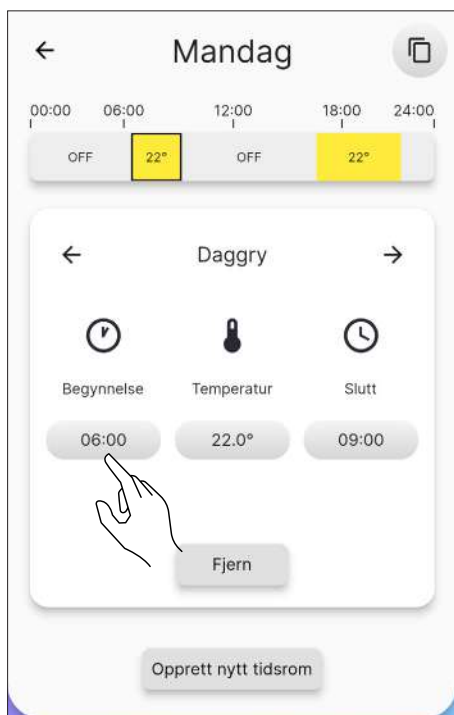 Mandag
00:00 06:00 12:00 18:00 24:00
OFF 22° OFF 22°
Daggry
Begynnelse Temperatur Slutt
06:00 22.0° 09:00
Fjern
Opprett nytt tidsrom